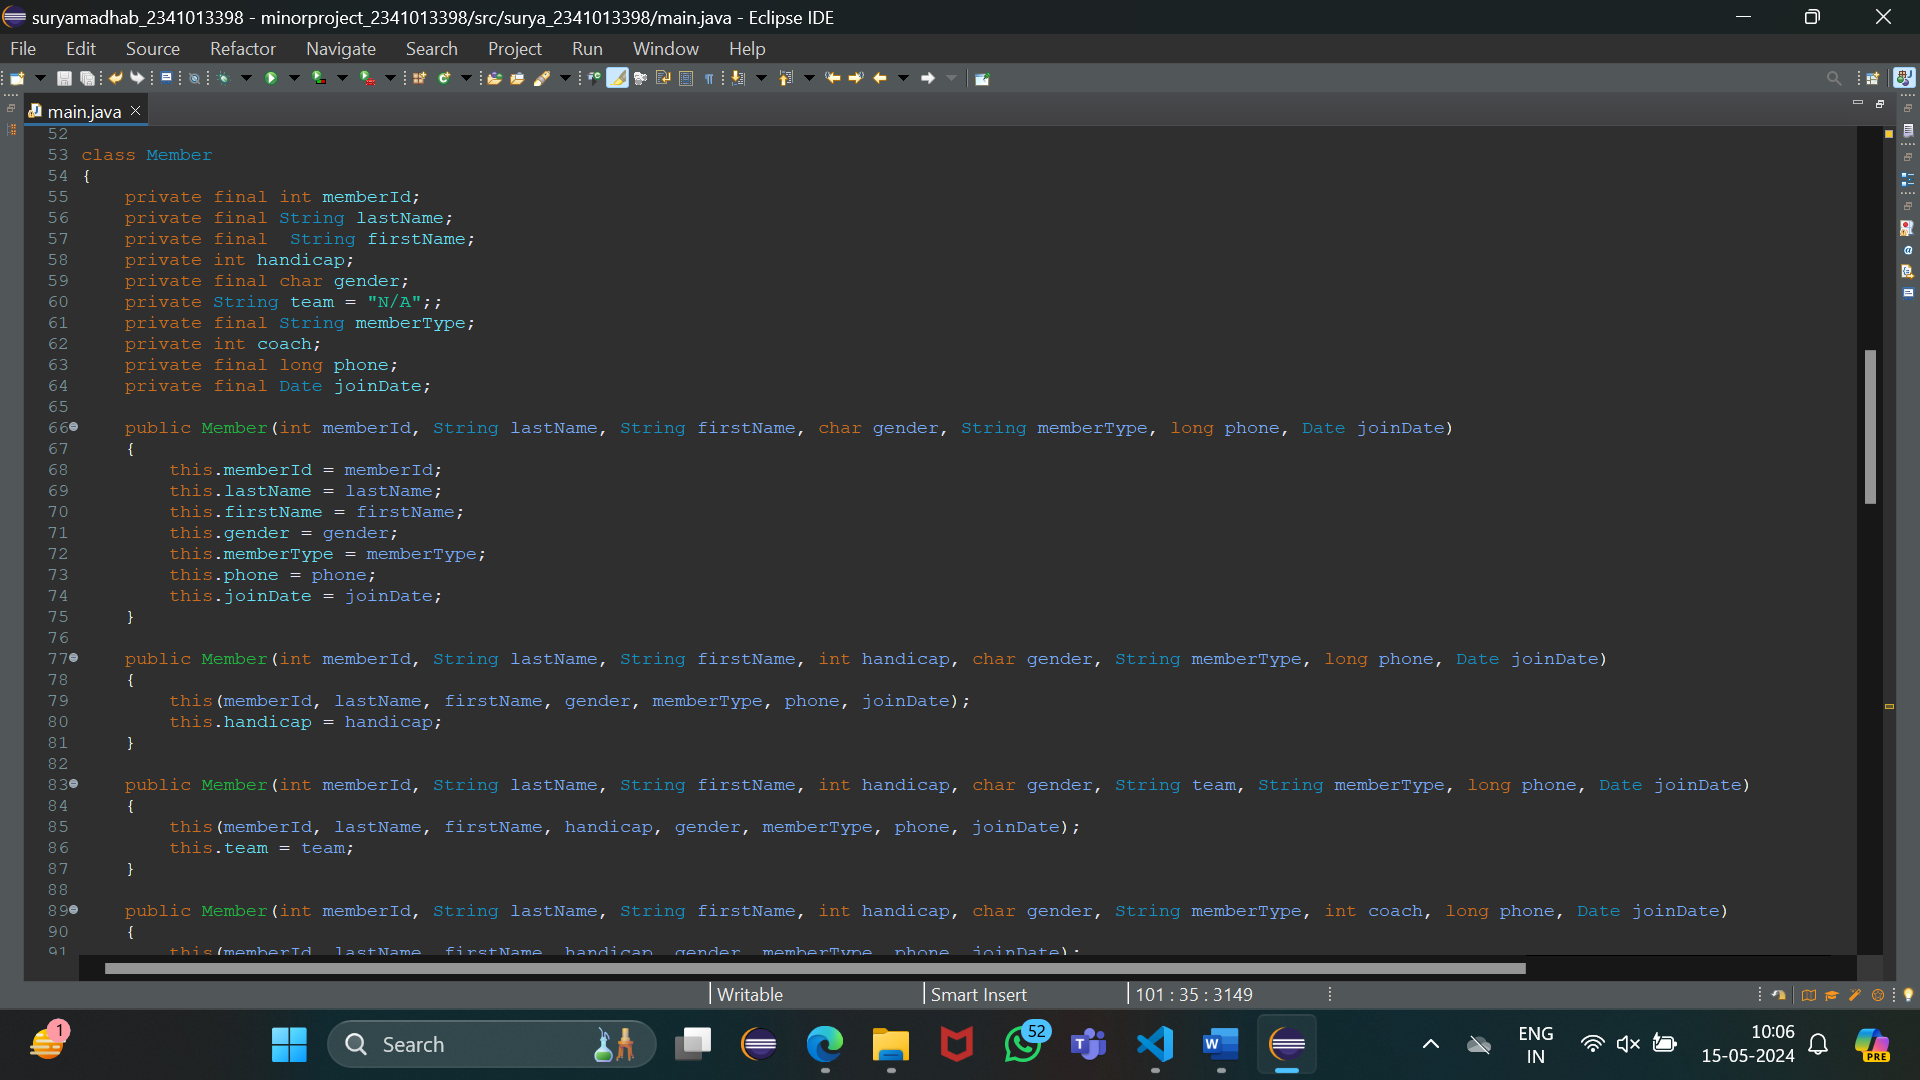 suryamadhab_2341013398 - minorproject_2341013398/src/surya_2341013398/main.java - Eclipse IDE
File Edit Source Refactor Navigate Search Project Run Window Help
main.java
52
53 class Member
54 {
55     private final int memberId;
56     private final String lastName;
57     private final  String firstName;
58     private int handicap;
59     private final char gender;
60     private String team = "N/A";;
61     private final String memberType;
62     private int coach;
63     private final long phone;
64     private final Date joinDate;
65
66     public Member(int memberId, String lastName, String firstName, char gender, String memberType, long phone, Date joinDate)
67     {
68         this.memberId = memberId;
69         this.lastName = lastName;
70         this.firstName = firstName;
71         this.gender = gender;
72         this.memberType = memberType;
73         this.phone = phone;
74         this.joinDate = joinDate;
75     }
76
77     public Member(int memberId, String lastName, String firstName, int handicap, char gender, String memberType, long phone, Date joinDate)
78     {
79         this(memberId, lastName, firstName, gender, memberType, phone, joinDate);
80         this.handicap = handicap;
81     }
82
83     public Member(int memberId, String lastName, String firstName, int handicap, char gender, String team, String memberType, long phone, Date joinDate)
84     {
85         this(memberId, lastName, firstName, handicap, gender, memberType, phone, joinDate);
86         this.team = team;
87     }
88
89     public Member(int memberId, String lastName, String firstName, int handicap, char gender, String memberType, int coach, long phone, Date joinDate)
90     {
91         this(memberId, lastName, firstName, handicap, gender, memberType, phone, joinDate);
Writable Smart Insert 101 : 35 : 3149
1 Search 52 ENG 10:06
IN 15-05-2024 PRE